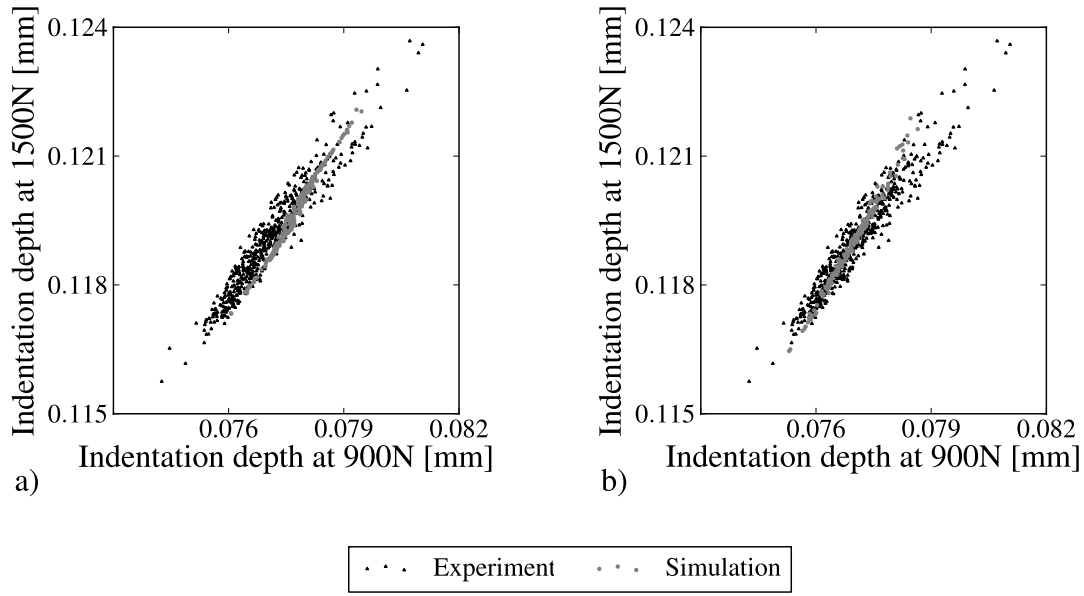 0.124
0.121
0.118
0.115
0.076 0.079 0.082
Indentation depth at 1500N [mm]
Indentation depth at 900N [mm]
a)
0.124
0.121
0.118
0.115
0.076 0.079 0.082
Indentation depth at 1500N [mm]
Indentation depth at 900N [mm]
b)
Experiment Simulation